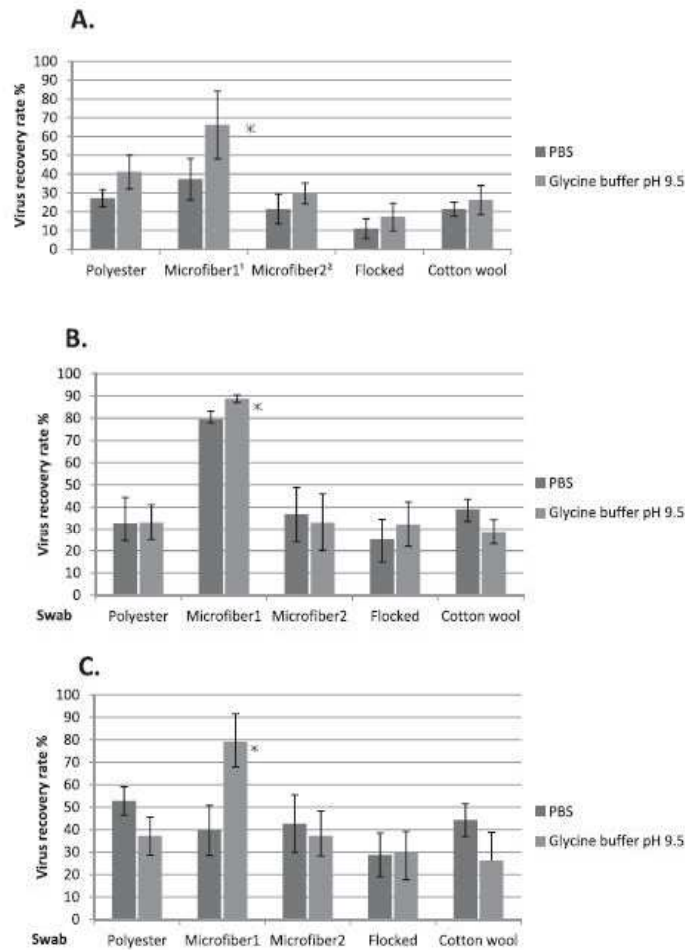 A.
Virus recovery rate %
100
90
80
70
60
50
40
30
20
10
0
*
Polyester Microfiber1¹ Microfiber2² Flocked Cotton wool
PBS
Glycine buffer pH 9.5
B.
Virus recovery rate %
100
90
80
70
60
50
40
30
20
10
0
*
Swab Polyester Microfiber1 Microfiber2 Flocked Cotton wool
PBS
Glycine buffer pH 9.5
C.
Virus recovery rate %
100
90
80
70
60
50
40
30
20
10
0
*
Swab Polyester Microfiber1 Microfiber2 Flocked Cotton wool
PBS
Glycine buffer pH 9.5